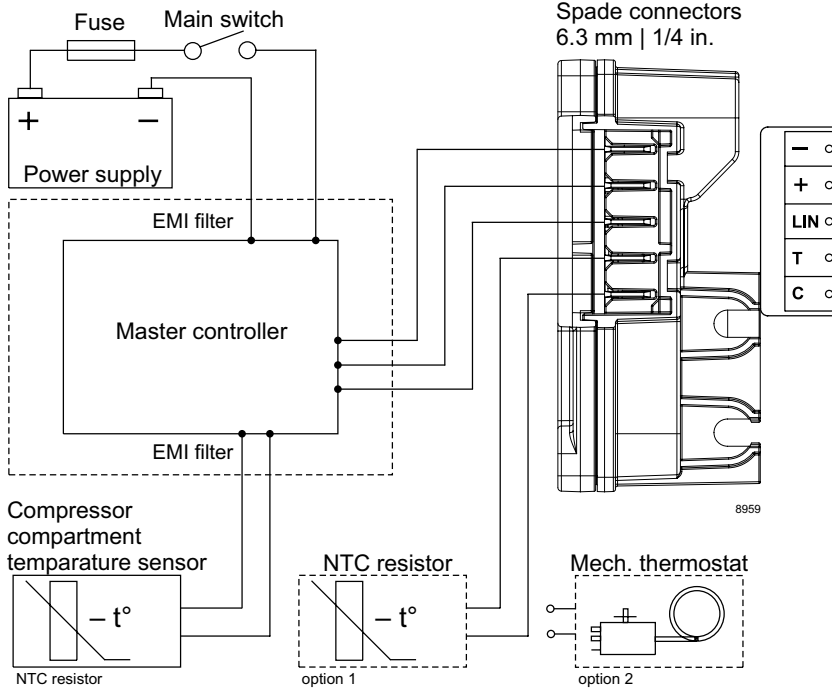 Fuse
Main switch
Spade connectors
6.3 mm | 1/4 in.
+ –
Power supply
EMI filter
Master controller
EMI filter
–
+
LIN
T
C
8959
Compressor
compartment
temparature sensor
– t°
NTC resistor
NTC resistor
– t°
option 1
Mech. thermostat
option 2